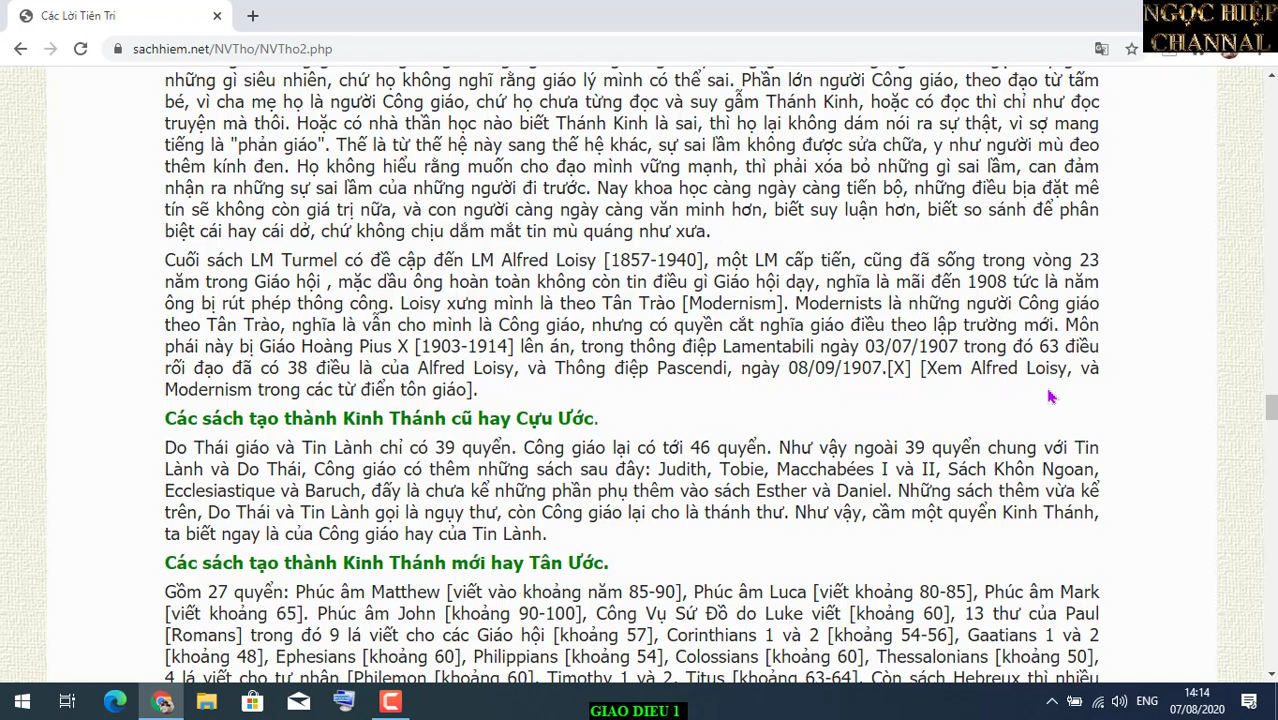 Các Lời Tiên Tri
NGỌC HIỆP
CHANNAL
sachhiem.net/NVTho/NVTho2.php
những gì siêu nhiên, chứ họ không nghĩ rằng giáo lý mình có thể sai. Phần lớn người Công giáo, theo đạo từ tấm
bé, vì cha mẹ họ là người Công giáo, chứ họ chưa từng đọc và suy gẫm Thánh Kinh, hoặc có đọc thì chỉ như đọc
truyện mà thôi. Hoặc có nhà thần học nào biết Thánh Kinh là sai, thì họ lại không dám nói ra sự thật, vì sợ mang
tiếng là "phản giáo". Thế là từ thế hệ này sang thế hệ khác, sự sai lầm không được sửa chữa, y như người mù đeo
thêm kính đen. Họ không hiểu rằng muốn cho đạo mình vững mạnh, thì phải xóa bỏ những gì sai lầm, can đảm
nhận ra những sự sai lầm của những người đi trước. Nay khoa học càng ngày càng tiến bộ, những điều bịa đặt mê
tín sẽ không còn giá trị nữa, và con người càng ngày càng văn minh hơn, biết suy luận hơn, biết so sánh để phân
biệt cái hay cái dở, chứ không chịu dắm mắt tin mù quáng như xưa.
Cuối sách LM Turmel có đề cập đến LM Alfred Loisy [1857-1940], một LM cấp tiến, cũng đã sống trong vòng 23
năm trong Giáo hội , mặc dầu ông hoàn toàn không còn tin điều gì Giáo hội dạy, nghĩa là mãi đến 1908 tức là năm
ông bị rút phép thông công. Loisy xưng mình là theo Tân Trào [Modernism]. Modernists là những người Công giáo
theo Tân Trào, nghĩa là vẫn cho mình là Công giáo, nhưng có quyền cắt nghĩa giáo điều theo lập trường mới. Môn
phái này bị Giáo Hoàng Pius X [1903-1914] lên án, trong thông điệp Lamentabili ngày 03/07/1907 trong đó 63 điều
rối đạo đã có 38 điều là của Alfred Loisy, và Thông điệp Pascendi, ngày 08/09/1907.[X] [Xem Alfred Loisy, và
Modernism trong các từ điển tôn giáo].
Các sách tạo thành Kinh Thánh cũ hay Cựu Ước.
Do Thái giáo và Tin Lành chỉ có 39 quyển. Công giáo lại có tới 46 quyển. Như vậy ngoài 39 quyển chung với Tin
Lành và Do Thái, Công giáo có thêm những sách sau đây: Judith, Tobie, Macchabées I và II, Sách Khôn Ngoan,
Ecclesiastique và Baruch, đấy là chưa kể những phần phụ thêm vào sách Esther và Daniel. Những sách thêm vừa kể
trên, Do Thái và Tin Lành gọi là ngụy thư, còn Công giáo lại cho là thánh thư. Như vậy, cầm một quyển Kinh Thánh,
ta biết ngay là của Công giáo hay của Tin Lành.
Các sách tạo thành Kinh Thánh mới hay Tân Ước.
Gồm 27 quyển: Phúc âm Matthew [viết vào khoảng năm 85-90], Phúc âm Luca [viết khoảng 80-85], Phúc âm Mark
[viết khoảng 65]. Phúc âm John [khoảng 90-100], Công Vụ Sứ Đồ do Luke viết [khoảng 60], 13 thư của Paul
[Romans] trong đó 9 lá viết cho các Giáo hội [khoảng 57], Corinthians 1 và 2 [khoảng 54-56], Gaatians 1 và 2
[khoảng 48], Ephesians [khoảng 60], Philippians [khoảng 54], Colossians [khoảng 60], Thessalonians [khoảng 50],
4 lá viết cho tư nhân [Philemon [khoảng 60], Timothy 1 và 2, Titus [khoảng 63-64]. Còn sách Hebreux thì nhiều
ENG
14:14
07/08/2020
GIAO DIEU 1